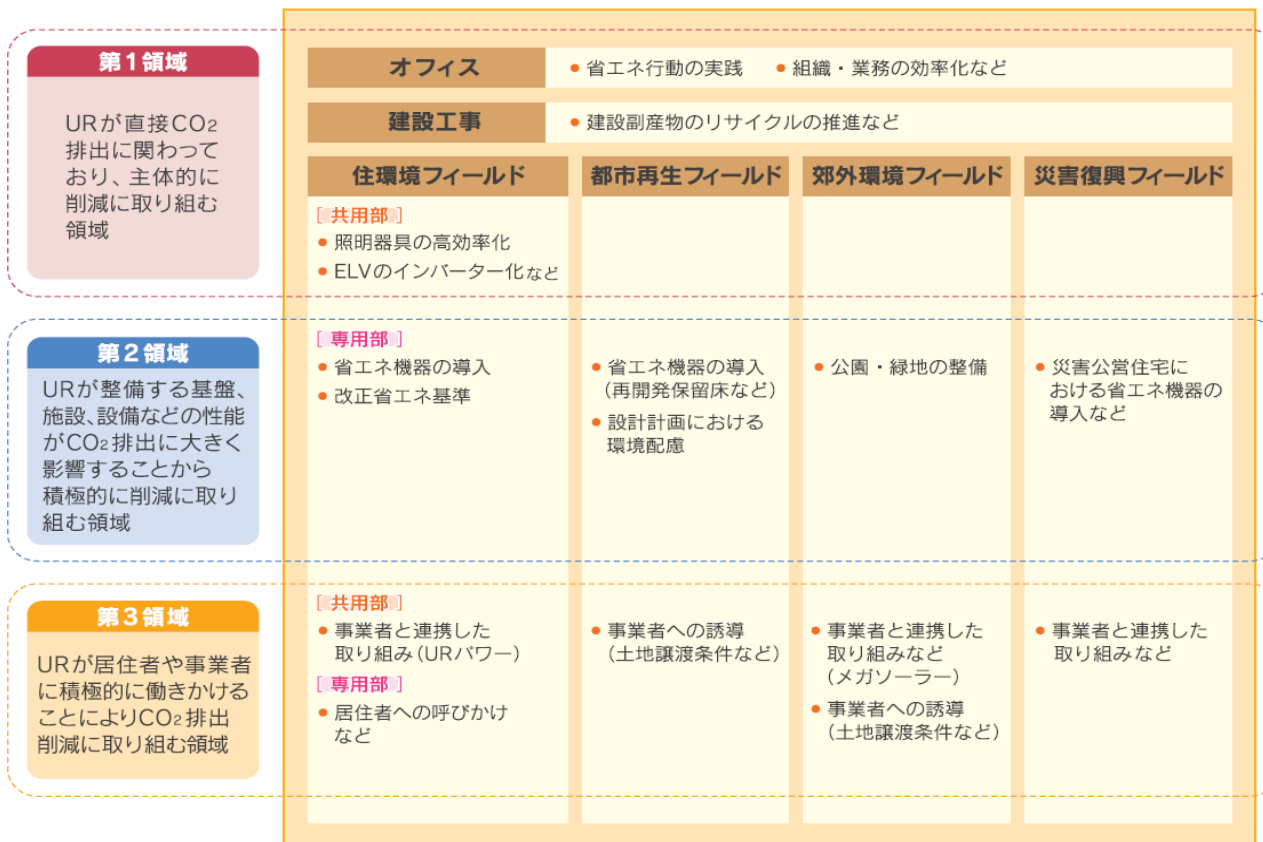 第1領域
URが直接CO2
排出に関わって
おり、主体的に
削減に取り組む
領域
オフィス
● 省エネ行動の実践 ● 組織・業務の効率化など
建設工事
● 建設副産物のリサイクルの推進など
住環境フィールド
都市再生フィールド
郊外環境フィールド
災害復興フィールド
[共用部]
● 照明器具の高効率化
● ELVのインバーター化など
第2領域
URが整備する基盤、
施設、設備などの性能
がCO2排出に大きく
影響することから
積極的に削減に取り
組む領域
[専用部]
● 省エネ機器の導入
● 改正省エネ基準
● 省エネ機器の導入
(再開発保留床など)
● 設計計画における
環境配慮
● 公園・緑地の整備
● 災害公営住宅に
おける省エネ機器の
導入など
第3領域
URが居住者や事業者
に積極的に働きかける
ことによりCO2排出
削減に取り組む領域
[共用部]
● 事業者と連携した
取り組み(URパワー)
[専用部]
● 居住者への呼びかけ
など
● 事業者への誘導
(土地譲渡条件など)
● 事業者と連携した
取り組みなど
(メガソーラー)
● 事業者への誘導
(土地譲渡条件など)
● 事業者と連携した
取り組みなど